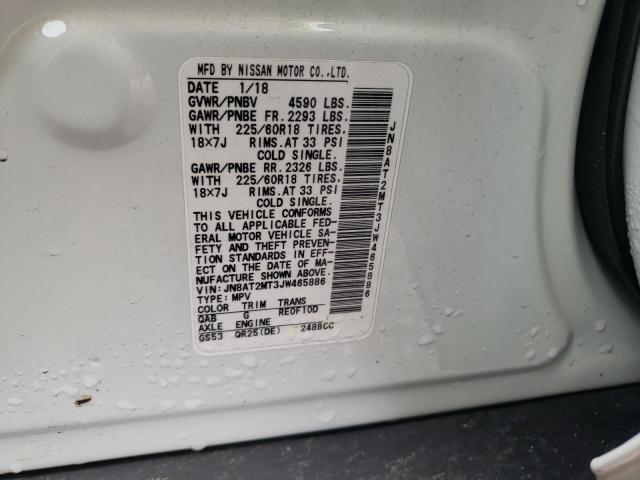 MFD BY NISSAN MOTOR CO.,LTD.
DATE 1/18
GVWR/PNBV 4590 LBS.
GAWR/PNBE FR. 2293 LBS.
WITH 225/60R18 TIRES.
18X7J RIMS. AT 33 PSI
COLD SINGLE.
GAWR/PNBE RR. 2326 LBS.
WITH 225/60R18 TIRES.
18X7J RIMS. AT 33 PSI
COLD SINGLE.
THIS VEHICLE CONFORMS
TO ALL APPLICABLE FED-
ERAL MOTOR VEHICLE SA-
FETY AND THEFT PREVEN-
TION STANDARDS IN EFF-
ECT ON THE DATE OF MA-
NUFACTURE SHOWN ABOVE.
VIN: JN8AT2MT3JW465886
TYPE: MPV
COLOR TRIM TRANS
QAB G RE0F10D
AXLE ENGINE
GS53 QR25(DE) 2488CC
JN8AT2MT3JW465886